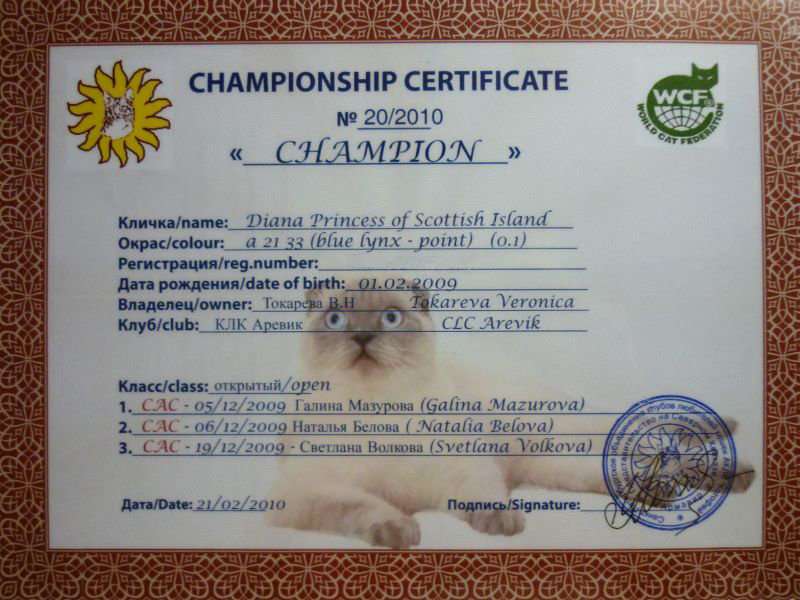 CHAMPIONSHIP CERTIFICATE
№ 20/2010
« CHAMPION »
WCF®
WORLD CAT FEDERATION
Кличка/name: Diana Princess of Scottish Island
Окрас/colour: a 21 33 (blue lynx - point) (0.1)
Регистрация/reg.number:
Дата рождения/date of birth: 01.02.2009
Владелец/owner: Токарева В.Н Tokareva Veronica
Клуб/club: КЛК Аревик CLC Arevik
Класс/class: открытый/open
1. CAC - 05/12/2009 Галина Мазурова (Galina Mazurova)
2. CAC - 06/12/2009 Наталья Белова ( Natalia Belova)
3. CAC - 19/12/2009 - Светлана Волкова (Svetlana Volkova)
Дата/Date: 21/02/2010 Подпись/Signature: